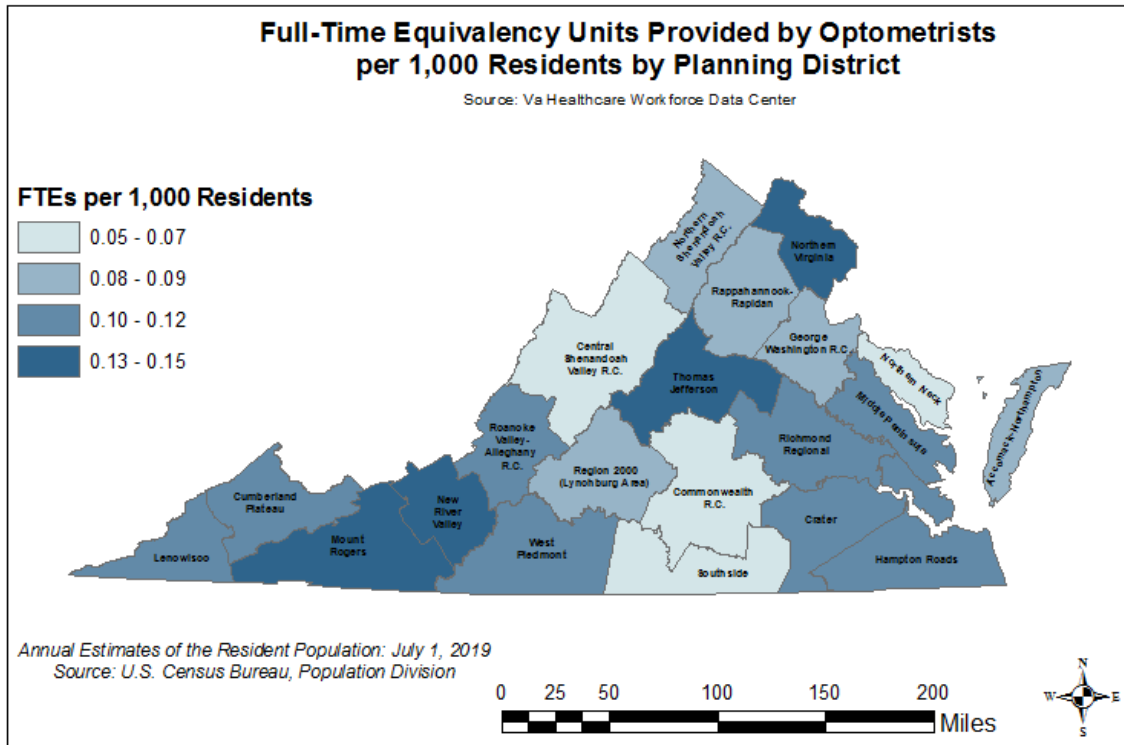 Full-Time Equivalency Units Provided by Optometrists
per 1,000 Residents by Planning District
Source: Va Healthcare Workforce Data Center
FTEs per 1,000 Residents
0.05 - 0.07
0.08 - 0.09
0.10 - 0.12
0.13 - 0.15
Northern
Shenandoah
Valley R.C.
Northern
Virginia
Rappahannook-
Rapidan
George
Washington R.C.
Central
Shenandoah
Valley R.C.
Northern Neck
Thomas
Jefferson
Middle Peninsula
Accomack-Northampton
Roanoke
Valley-
Alleghany
R.C.
Richmond
Regional
Region 2000
(Lynohburg Area)
Commonwealth
R.C.
Cumberland
Plateau
New
River
Valley
Crater
Mount
Rogers
West
Piedmont
Lenowisoo
Hampton Roads
Southside
Annual Estimates of the Resident Population: July 1, 2019
Source: U.S. Census Bureau, Population Division
0 25 50 100 150 200
Miles
N
W E
S